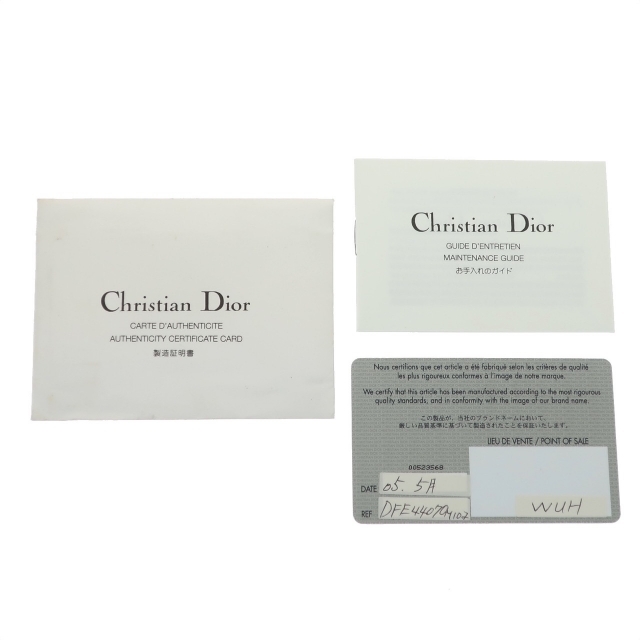 Christian Dior
CARTE D'AUTHENTICITE
AUTHENTICITY CERTIFICATE CARD
製造証明書
Christian Dior
GUIDE D'ENTRETIEN
MAINTENANCE GUIDE
お手入れのガイド
Nous certifions que cet article a été fabriqué selon les critères de qualité
les plus rigoureux conformes à l'image de notre marque.
We certify that this article has been manufactured according to the most rigourous
quality standards, and in conformity with the image of our brand name.
この製品が、当社のブランドネームにおいて、
厳しい品質基準に基づいて製造されたことを保証いたします。
LIEU DE VENTE / POINT OF SALE
00523568
DATE 05. 5月
REF DFE44070M107
WUH